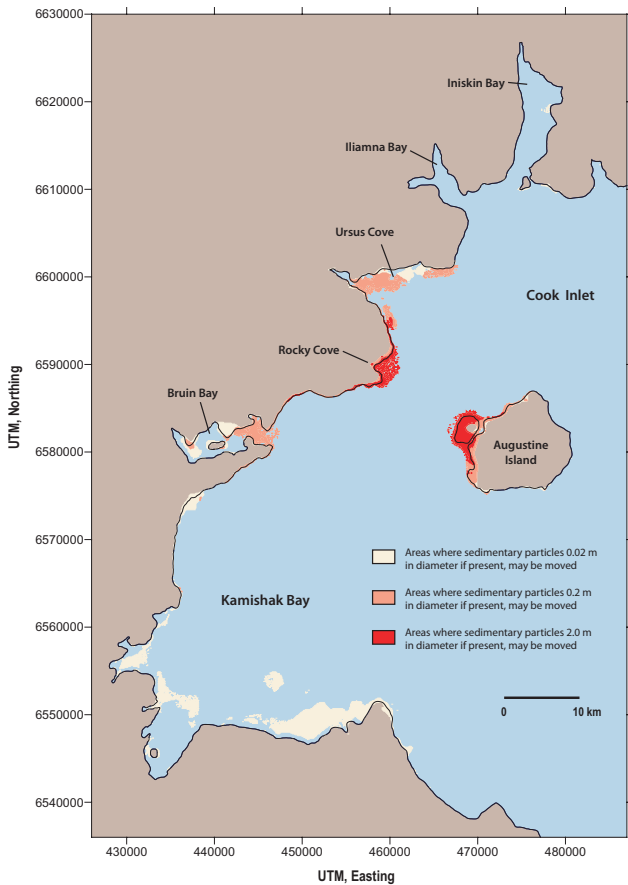 6630000
6620000
6610000
6600000
6590000
6580000
6570000
6560000
6550000
6540000
UTM, Northing
Iniskin Bay
Iliamna Bay
Ursus Cove
Cook Inlet
Rocky Cove
Bruin Bay
Augustine
Island
Areas where sedimentary particles 0.02 m
in diameter if present, may be moved
Areas where sedimentary particles 0.2 m
in diameter if present, may be moved
Areas where sedimentary particles 2.0 m
in diameter if present, may be moved
Kamishak Bay
0 10 km
430000 440000 450000 460000 470000 480000
UTM, Easting